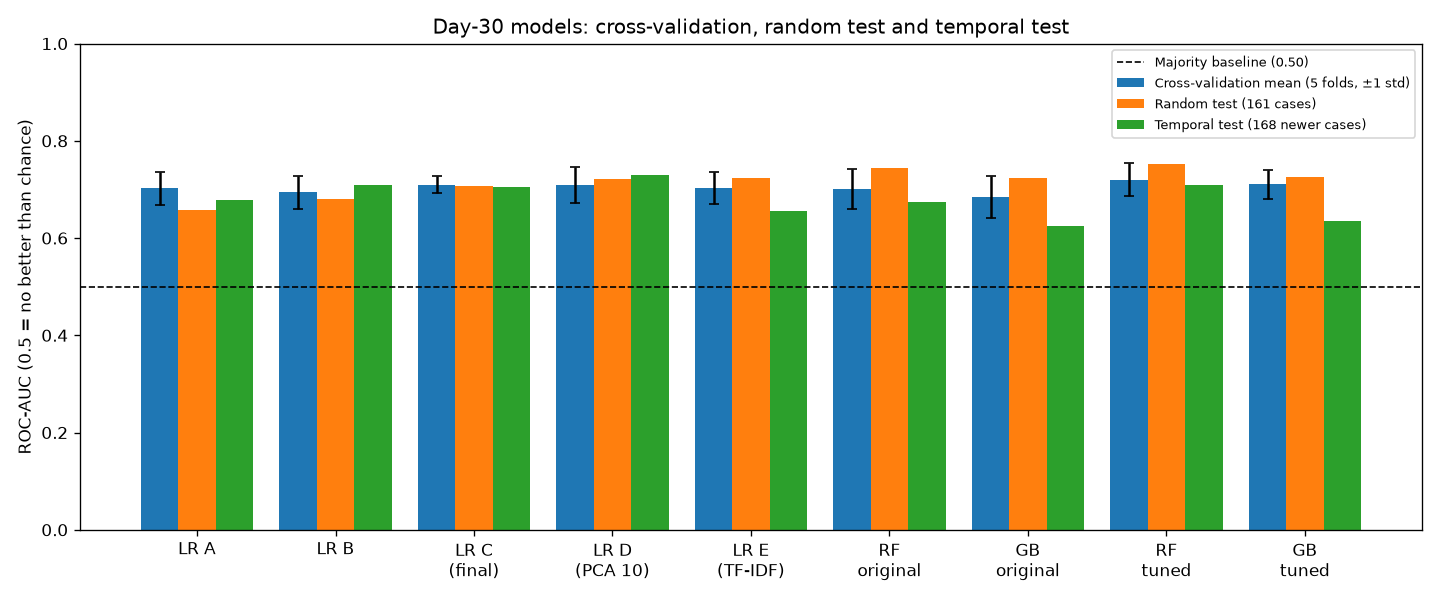 Day-30 models: cross-validation, random test and temporal test
ROC-AUC (0.5 = no better than chance)
1.0
0.8
0.6
0.4
0.2
0.0
Majority baseline (0.50)
Cross-validation mean (5 folds, ±1 std)
Random test (161 cases)
Temporal test (168 newer cases)
LR A
LR B
LR C
(final)
LR D
(PCA 10)
LR E
(TF-IDF)
RF
original
GB
original
RF
tuned
GB
tuned